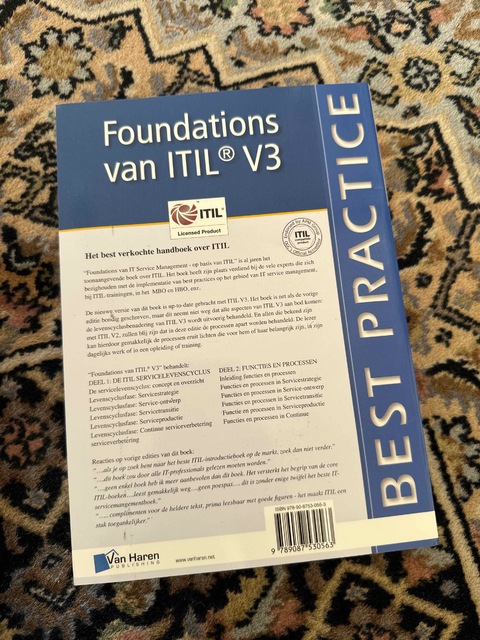 Foundations
van ITIL® V3
BEST PRACTICE
ITIL®
Licensed Product
ITIL
Het best verkochte handboek over ITIL
"Foundations van IT Service Management - op basis van ITIL" is al jaren het
toonaangevende boek over ITIL. Het boek heeft zijn plaats verdiend bij de vele experts die zich
bezighouden met de implementatie van best practices op het gebied van IT service management,
bij ITIL-trainingen, in het MBO en HBO, enz.
De nieuwe versie van dit boek is up-to-date gebracht met ITIL V3. Het boek is net als de vorige
editie bondig geschreven, maar dit neemt niet weg dat alle aspecten van ITIL V3 aan bod komen:
de levenscyclusbenadering van ITIL V3 wordt uitvoerig behandeld. En allen die bekend zijn
met ITIL V2, zullen blij zijn dat in deze editie de processen apart worden behandeld. De lezer
kan hierdoor gemakkelijk de processen eruit lichten die voor hem of haar belangrijk zijn, in zijn
dagelijks werk of in een opleiding of training.
"Foundations van ITIL® V3" behandelt:
DEEL 1: DE ITIL SERVICELEVENSCYCLUS
De servicelevenscyclus: concept en overzicht
Levenscyclusfase: Servicestrategie
Levenscyclusfase: Service-ontwerp
Levenscyclusfase: Servicetransitie
Levenscyclusfase: Serviceproductie
Levenscyclusfase: Continue serviceverbetering
serviceverbetering
DEEL 2: FUNCTIES EN PROCESSEN
Inleiding functies en processen
Functies en processen in Servicestrategie
Functies en processen in Service-ontwerp
Functies en processen in Servicetransitie
Functies en processen in Serviceproductie
Functies en processen in Continue
Reacties op vorige edities van dit boek:
"….als je op zoek bent naar het beste ITIL-introductieboek op de markt, zoek dan niet verder."
"….dit boek zou door alle IT-professionals gelezen moeten worden."
"….geen enkel boek heb ik meer aanbevolen dan dit boek. Het versterkt het begrip van de core
ITIL-boeken….leest gemakkelijk weg….geen poespas…. dit is zonder enige twijfel het beste IT-
servicemanagementboek."
"…..complimenten voor de heldere tekst, prima leesbaar met goede figuren - het maakt ITIL een
stuk toegankelijker."
ISBN 978-90-8753-056-3
9789087530563
Van Haren
PUBLISHING
www.vanharen.net